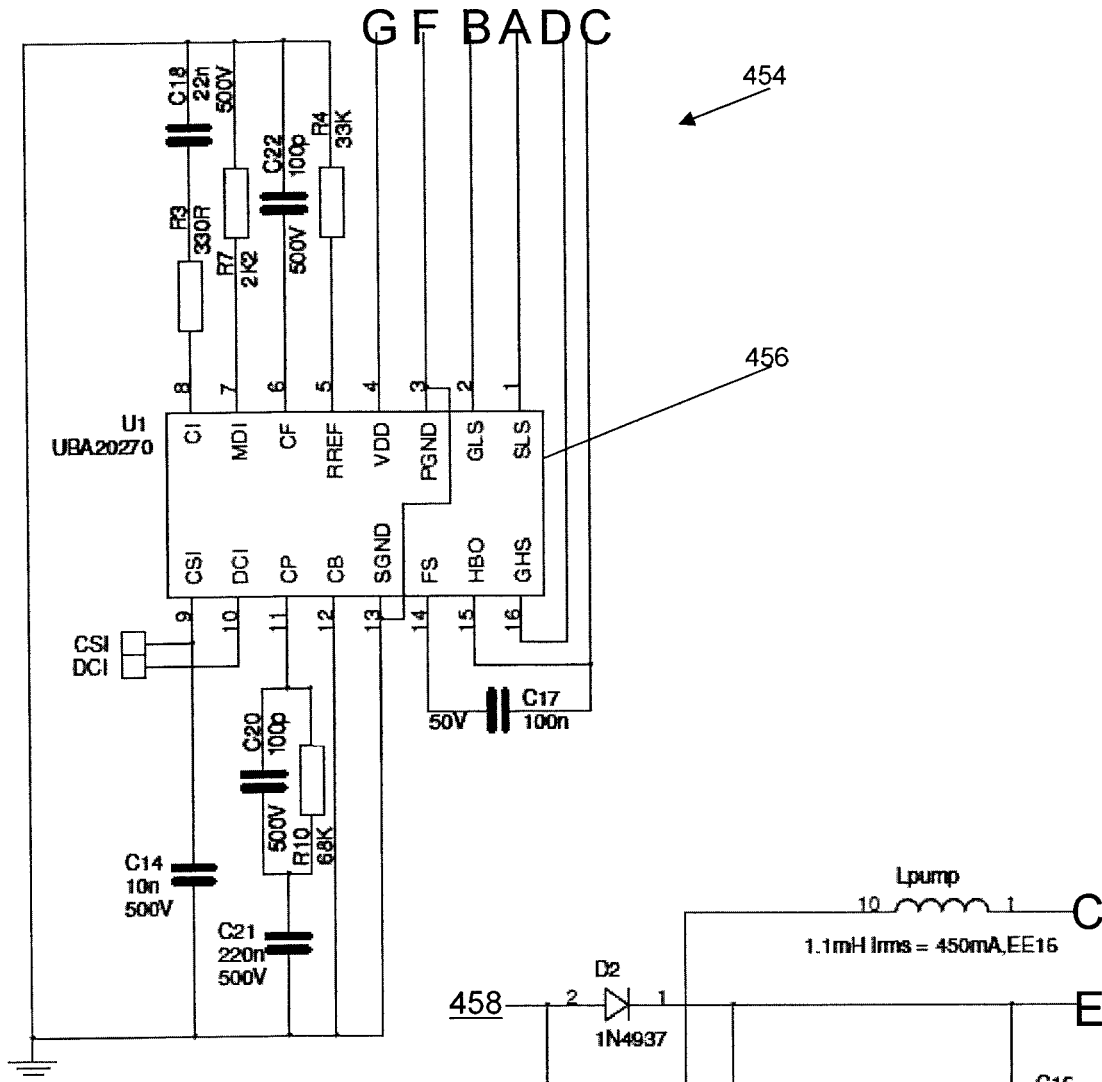 G F B A D C
454
C18
22n
500V
R3
330R
R7
2K2
C22
100p
500V
R4
33K
456
U1
UBA20270
8 7 6 5 4 3 2 1
CI MDI CF RREF VDD PGND GLS SLS
CSI DCI CP CB SGND FS HBO GHS
9 10 11 12 13 14 15 16
CSI
DCI
C17
50V 100n
C20
100p
500V
R10
68K
C14
10n
500V
C21
220n
500V
Lpump
10 1 C
1.1mH Irms = 450mA,EE16
D2
458 2 1 E
1N4937